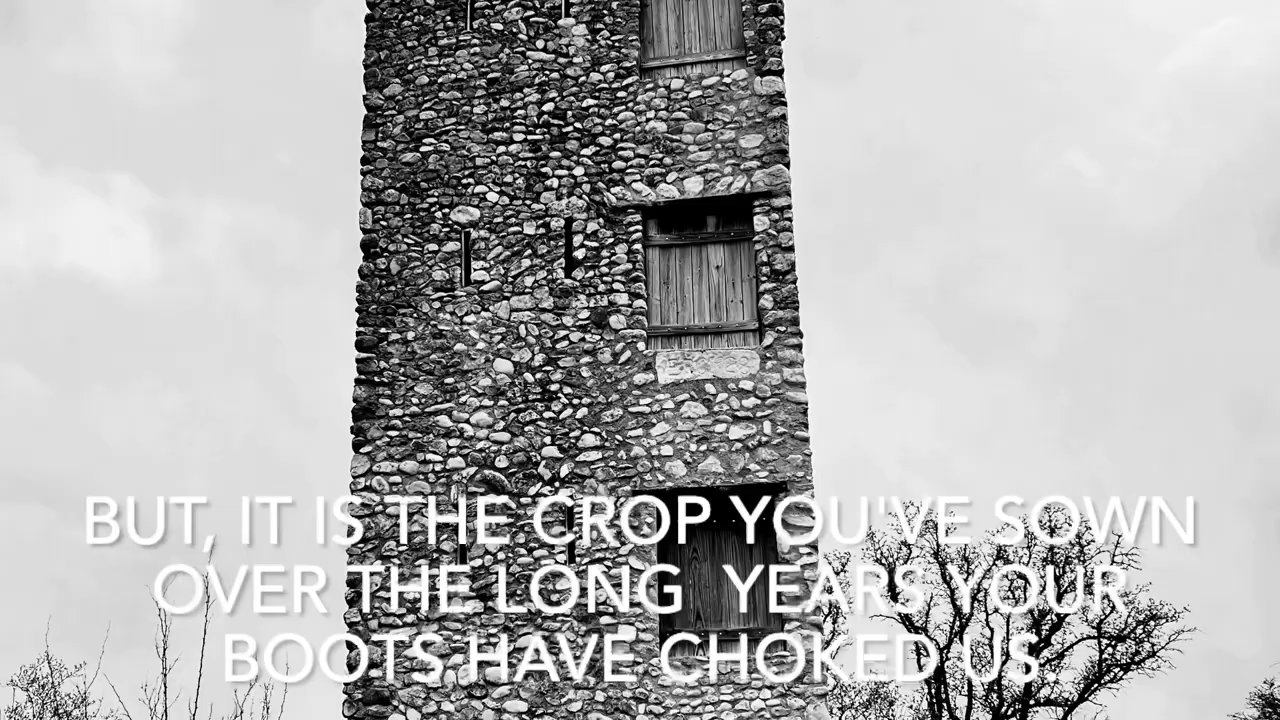 BUT, IT IS THE CROP YOU'VE SOWN
OVER THE LONG  YEARS YOUR
BOOTS HAVE CHOKED US.